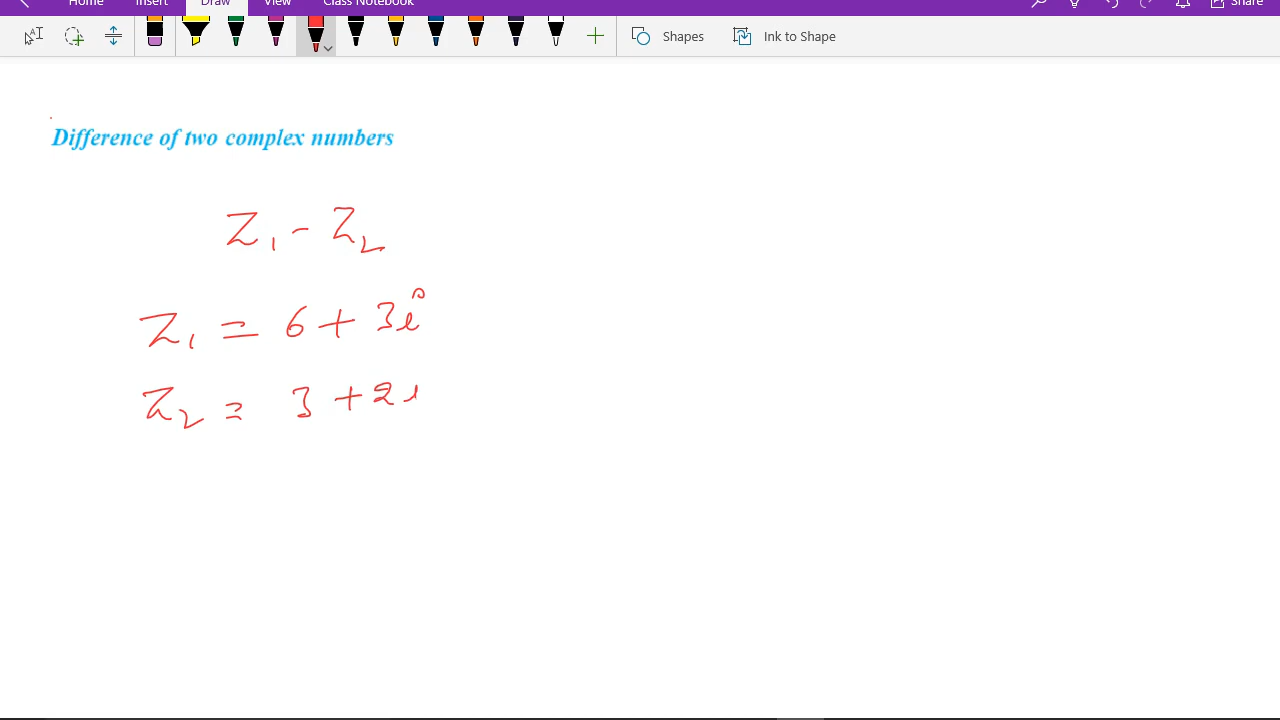 Home Insert Draw View Class Notebook Share
Shapes Ink to Shape
Difference of two complex numbers
Z₁ - Z₂
Z₁ = 6 + 3i
Z₂ = 3 + 2i